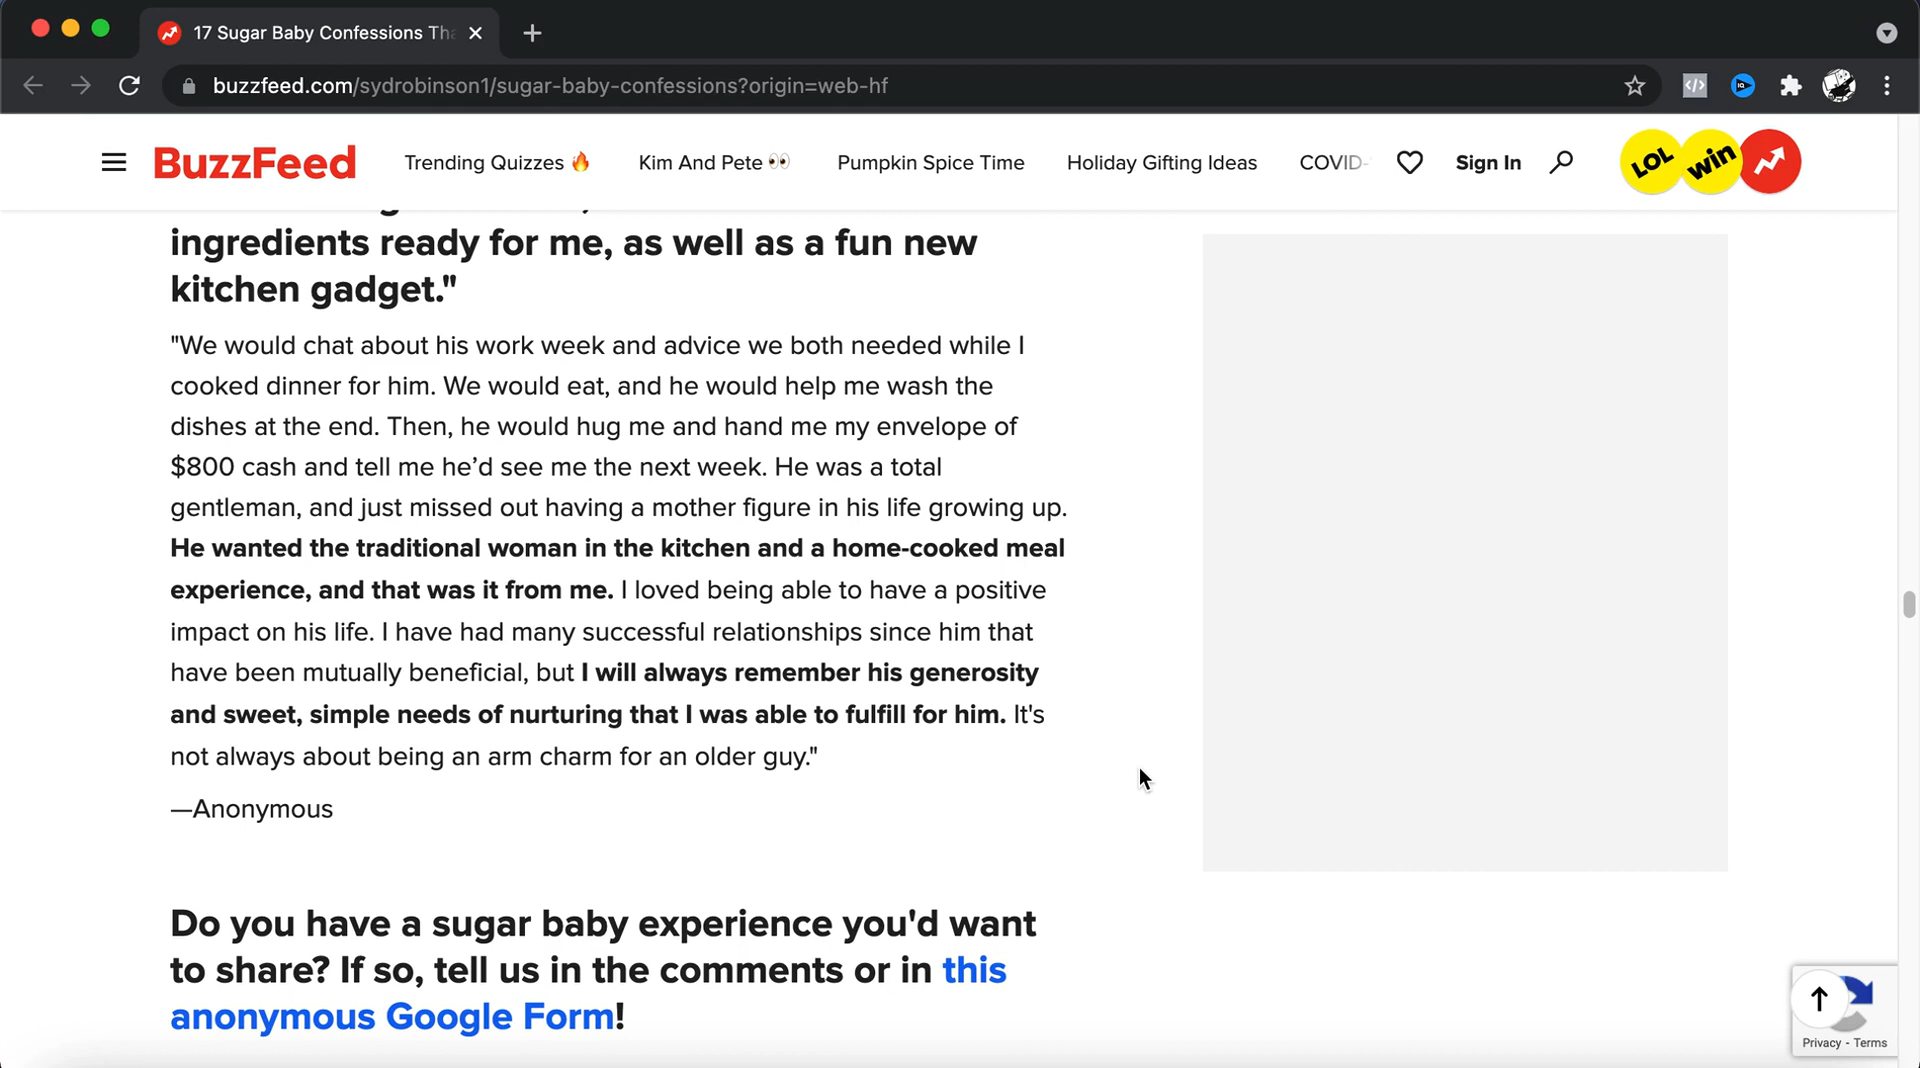 17 Sugar Baby Confessions Tha
buzzfeed.com/sydrobinson1/sugar-baby-confessions?origin=web-hf
BuzzFeed
Trending Quizzes 🔥
Kim And Pete 👀
Pumpkin Spice Time
Holiday Gifting Ideas
COVID-
Sign In
LOL
win
ingredients ready for me, as well as a fun new
kitchen gadget."
"We would chat about his work week and advice we both needed while I
cooked dinner for him. We would eat, and he would help me wash the
dishes at the end. Then, he would hug me and hand me my envelope of
$800 cash and tell me he’d see me the next week. He was a total
gentleman, and just missed out having a mother figure in his life growing up.
He wanted the traditional woman in the kitchen and a home-cooked meal
experience, and that was it from me. I loved being able to have a positive
impact on his life. I have had many successful relationships since him that
have been mutually beneficial, but I will always remember his generosity
and sweet, simple needs of nurturing that I was able to fulfill for him. It's
not always about being an arm charm for an older guy."
—Anonymous
Do you have a sugar baby experience you'd want
to share? If so, tell us in the comments or in this
anonymous Google Form!
Privacy - Terms